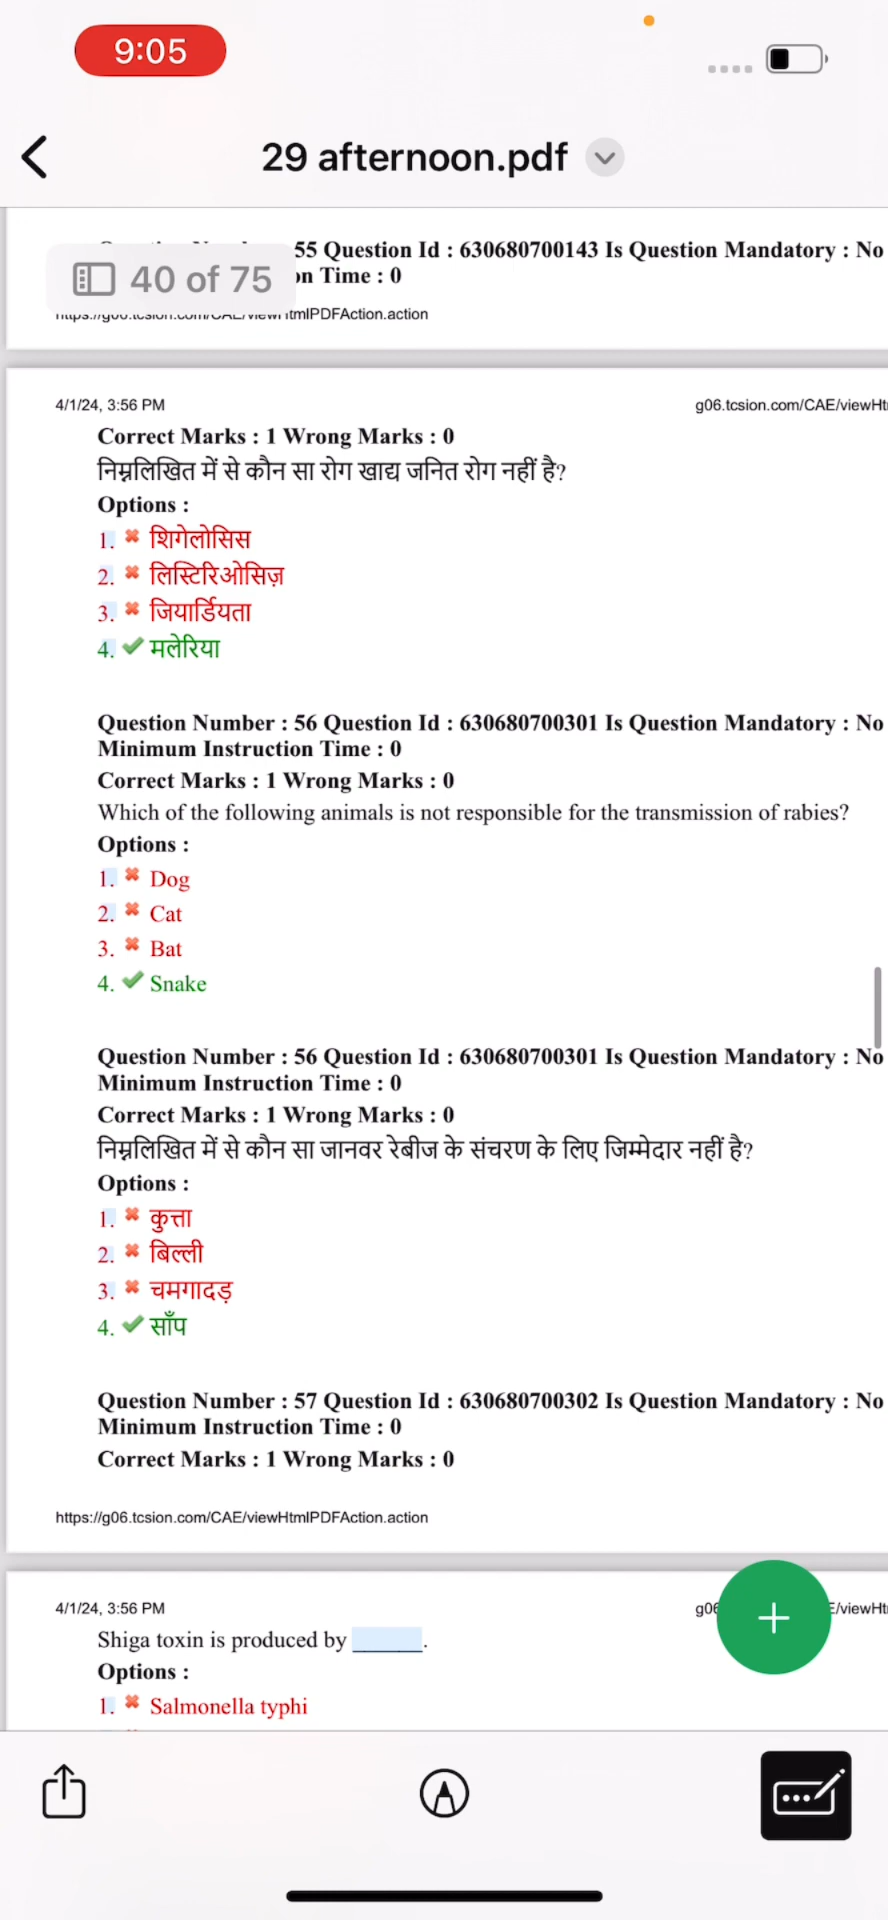 9:05
29 afternoon.pdf
55 Question Id : 630680700143 Is Question Mandatory : No
40 of 75
n Time : 0
4/1/24, 3:56 PM
g06.tcsion.com/CAE/viewHt
Correct Marks : 1 Wrong Marks : 0
निम्नलिखित में से कौन सा रोग खाद्य जनित रोग नहीं है?
Options :
1. ✖ शिगेलोसिस
2. ✖ लिस्टिरिओसिज़
3. ✖ जियार्डियता
4. ✔ मलेरिया
Question Number : 56 Question Id : 630680700301 Is Question Mandatory : No
Minimum Instruction Time : 0
Correct Marks : 1 Wrong Marks : 0
Which of the following animals is not responsible for the transmission of rabies?
Options :
1. ✖ Dog
2. ✖ Cat
3. ✖ Bat
4. ✔ Snake
Question Number : 56 Question Id : 630680700301 Is Question Mandatory : No
Minimum Instruction Time : 0
Correct Marks : 1 Wrong Marks : 0
निम्नलिखित में से कौन सा जानवर रेबीज के संचरण के लिए जिम्मेदार नहीं है?
Options :
1. ✖ कुत्ता
2. ✖ बिल्ली
3. ✖ चमगादड़
4. ✔ साँप
Question Number : 57 Question Id : 630680700302 Is Question Mandatory : No
Minimum Instruction Time : 0
Correct Marks : 1 Wrong Marks : 0
https://g06.tcsion.com/CAE/viewHtmlPDFAction.action
4/1/24, 3:56 PM
g06
E/viewHt
Shiga toxin is produced by ______.
Options :
1. ✖ Salmonella typhi